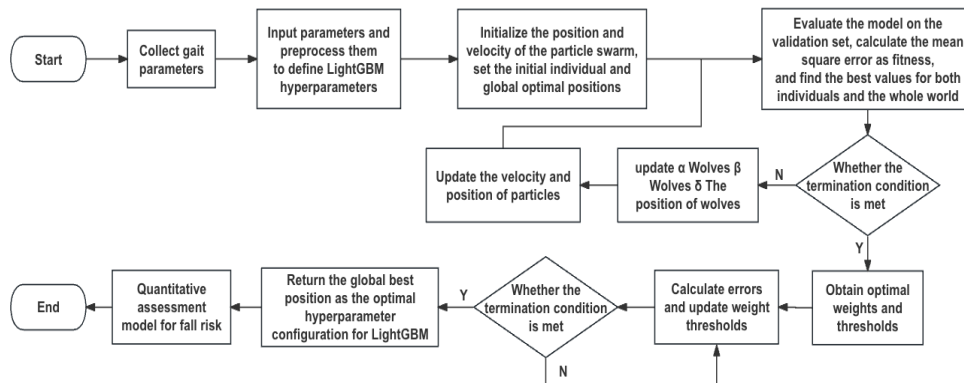 Start
Collect gait
parameters
Input parameters and
preprocess them
to define LightGBM
hyperparameters
Initialize the position and
velocity of the particle swarm,
set the initial individual and
global optimal positions
Evaluate the model on the
validation set, calculate the mean
square error as fitness,
and find the best values for both
individuals and the whole world
Whether the
termination condition
is met
N
update α Wolves β
Wolves δ The
position of wolves
Update the velocity and
position of particles
Y
Obtain optimal
weights and
thresholds
Calculate errors
and update weight
thresholds
Whether the
termination condition
is met
Y
N
Return the global best
position as the optimal
hyperparameter
configuration for LightGBM
Quantitative
assessment
model for fall risk
End